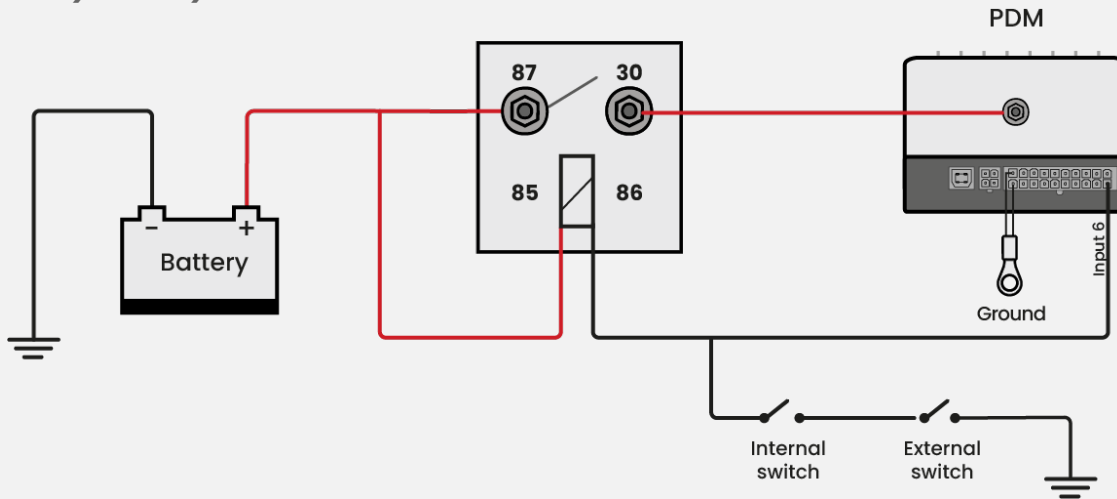 PDM
87 30
85 86
- +
Battery
Input 6
Ground
Internal
switch
External
switch